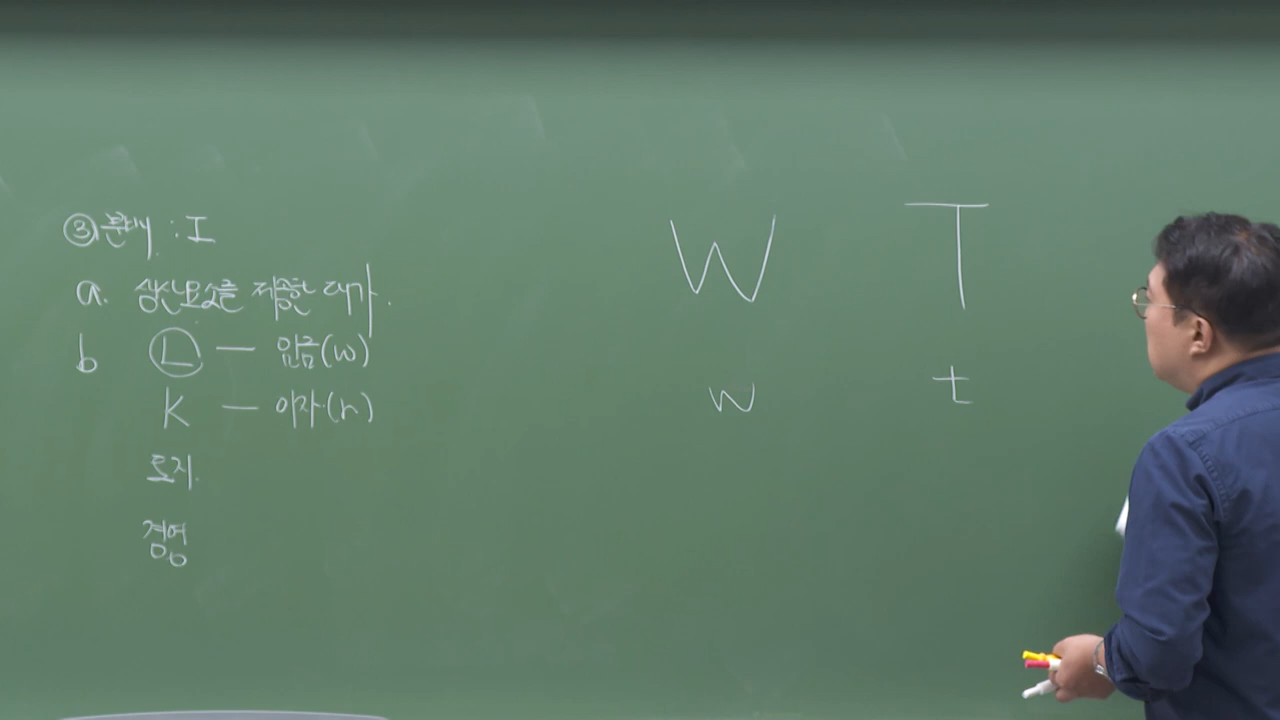 ③ 분배 : I
a. 생산요소를 제공한 대가.
b Ⓛ — 임금(w)
K — 이자(r)
토지.
경영
W T
w t